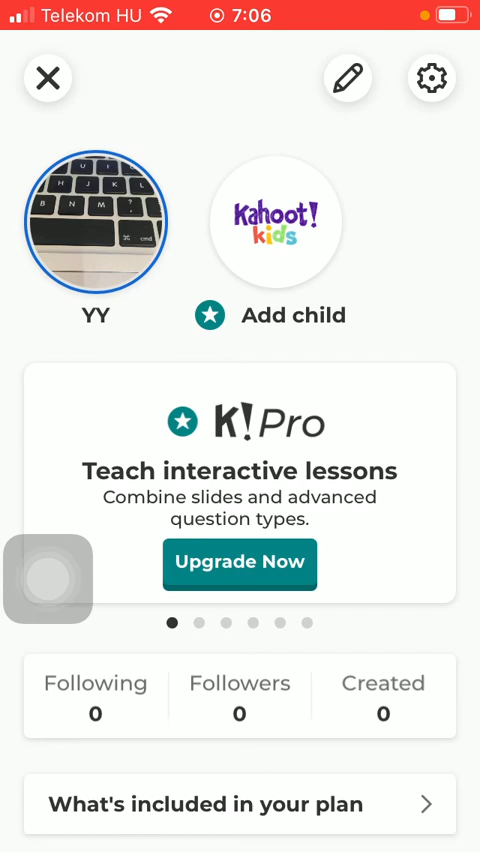 Telekom HU 7:06
U I
H J K L
B N M ?
⌘ cmd
Kahoot!
kids
YY
Add child
K! Pro
Teach interactive lessons
Combine slides and advanced
question types.
Upgrade Now
Following Followers Created
0 0 0
What's included in your plan